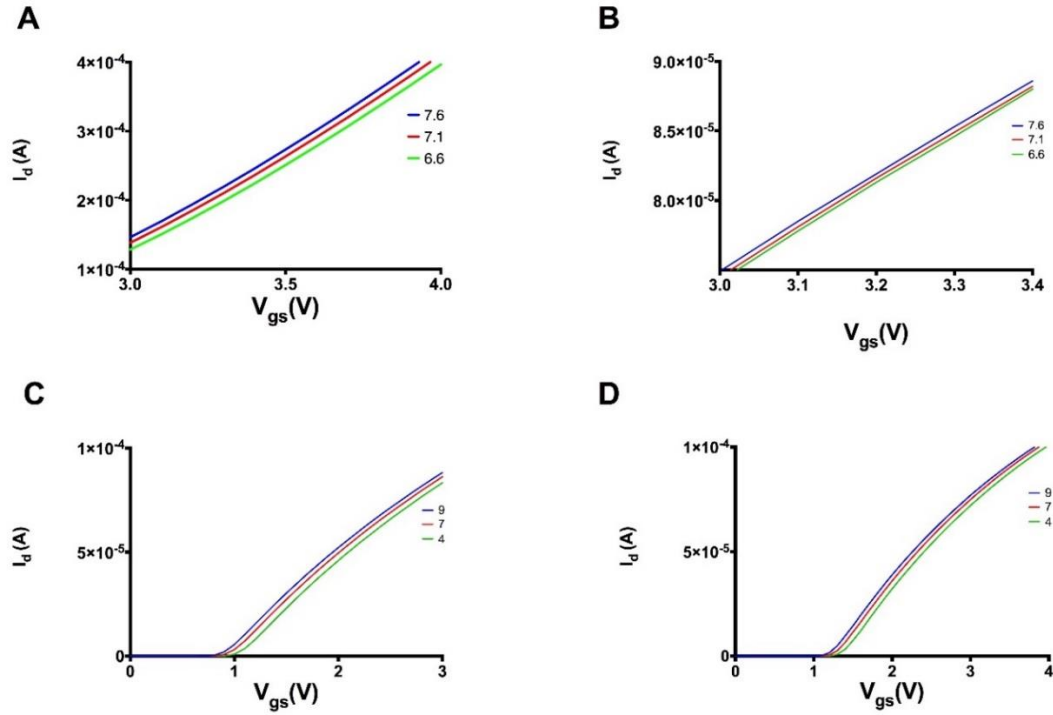 A
4×10⁻⁴
3×10⁻⁴
2×10⁻⁴
1×10⁻⁴
I_d (A)
7.6
7.1
6.6
3.0 3.5 4.0
V_gs(V)
B
9.0×10⁻⁵
8.5×10⁻⁵
8.0×10⁻⁵
I_d (A)
7.6
7.1
6.6
3.0 3.1 3.2 3.3 3.4
V_gs(V)
C
1×10⁻⁴
5×10⁻⁵
0
I_d (A)
9
7
4
0 1 2 3
V_gs(V)
D
1×10⁻⁴
5×10⁻⁵
0
I_d (A)
9
7
4
0 1 2 3 4
V_gs(V)